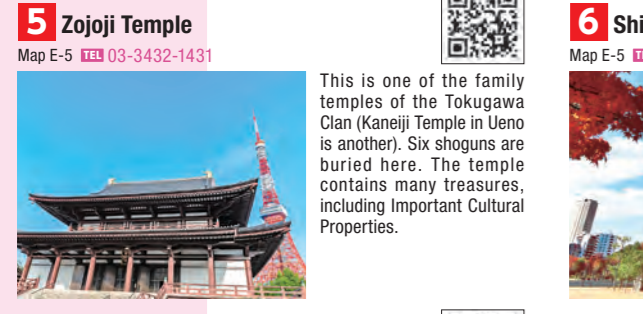 5 Zojoji Temple
Map E-5 TEL 03-3432-1431
This is one of the family
temples of the Tokugawa
Clan (Kaneiji Temple in Ueno
is another). Six shoguns are
buried here. The temple
contains many treasures,
including Important Cultural
Properties.
6 Shi
Map E-5